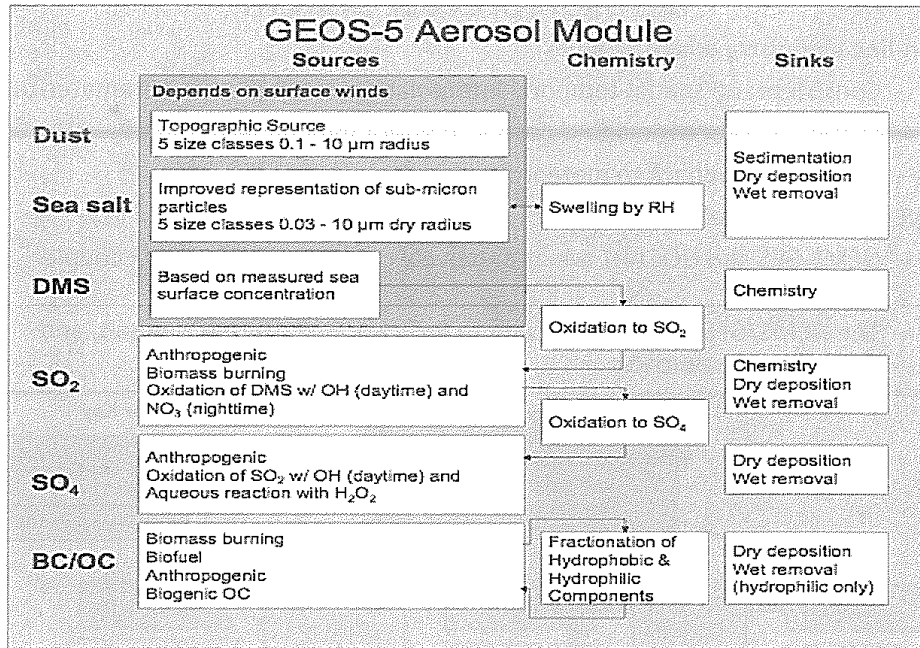 GEOS-5 Aerosol Module
Sources Chemistry Sinks
Depends on surface winds
Dust
Topographic Source
5 size classes 0.1 - 10 µm radius
Sedimentation
Dry deposition
Wet removal
Sea salt
Improved representation of sub-micron
particles
5 size classes 0.03 - 10 µm dry radius
Swelling by RH
DMS
Based on measured sea
surface concentration
Chemistry
Oxidation to SO₂
SO₂
Anthropogenic
Biomass burning
Oxidation of DMS w/ OH (daytime) and
NO₃ (nighttime)
Chemistry
Dry deposition
Wet removal
Oxidation to SO₄
SO₄
Anthropogenic
Oxidation of SO₂ w/ OH (daytime) and
Aqueous reaction with H₂O₂
Dry deposition
Wet removal
BC/OC
Biomass burning
Biofuel
Anthropogenic
Biogenic OC
Fractionation of
Hydrophobic &
Hydrophilic
Components
Dry deposition
Wet removal
(hydrophilic only)